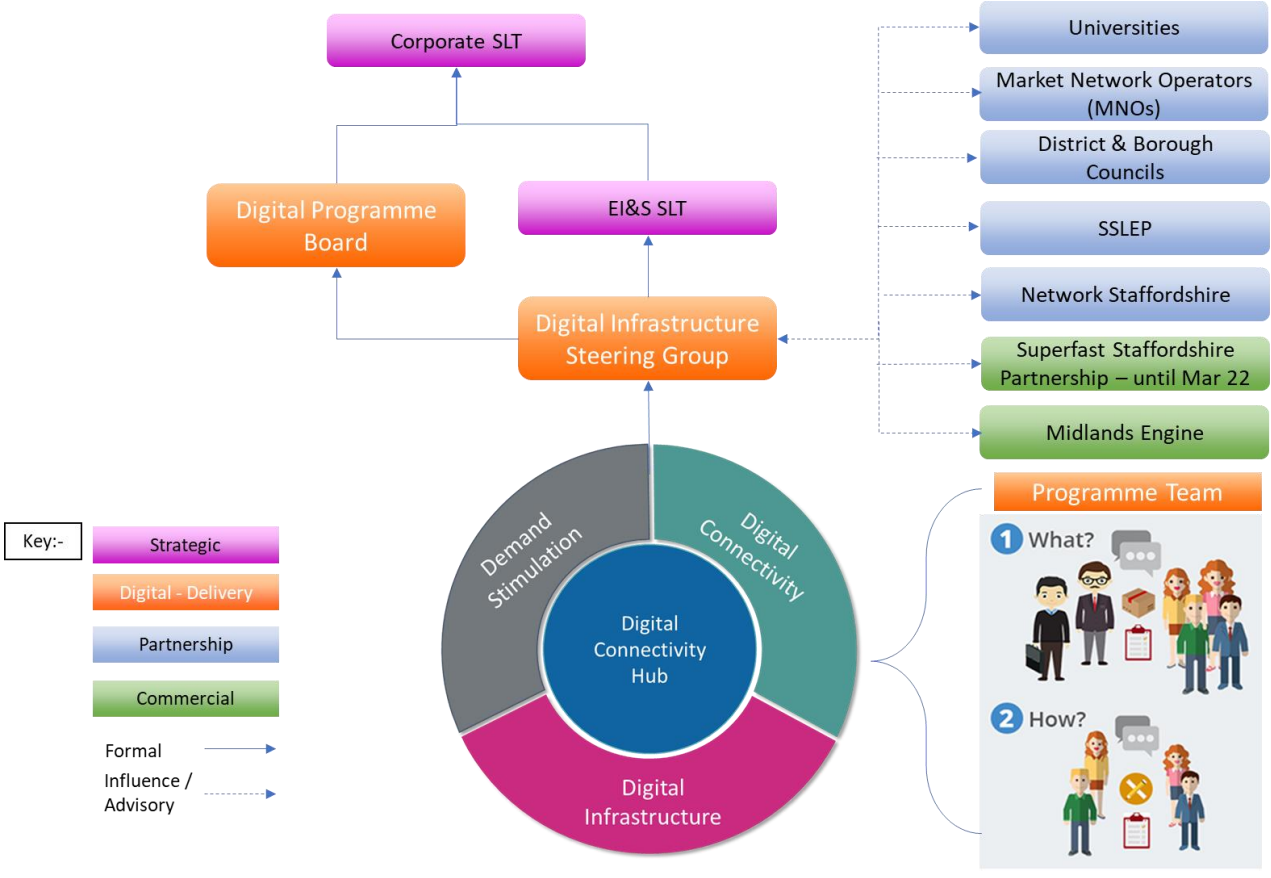 Corporate SLT
Digital Programme
Board
EI&S SLT
Digital Infrastructure
Steering Group
Universities
Market Network Operators
(MNOs)
District & Borough
Councils
SSLEP
Network Staffordshire
Superfast Staffordshire
Partnership – until Mar 22
Midlands Engine
Key:-
Strategic
Digital - Delivery
Partnership
Commercial
Formal
Influence /
Advisory
Demand
Stimulation
Digital
Connectivity
Digital
Connectivity
Hub
Digital
Infrastructure
Programme Team
1 What?
2 How?